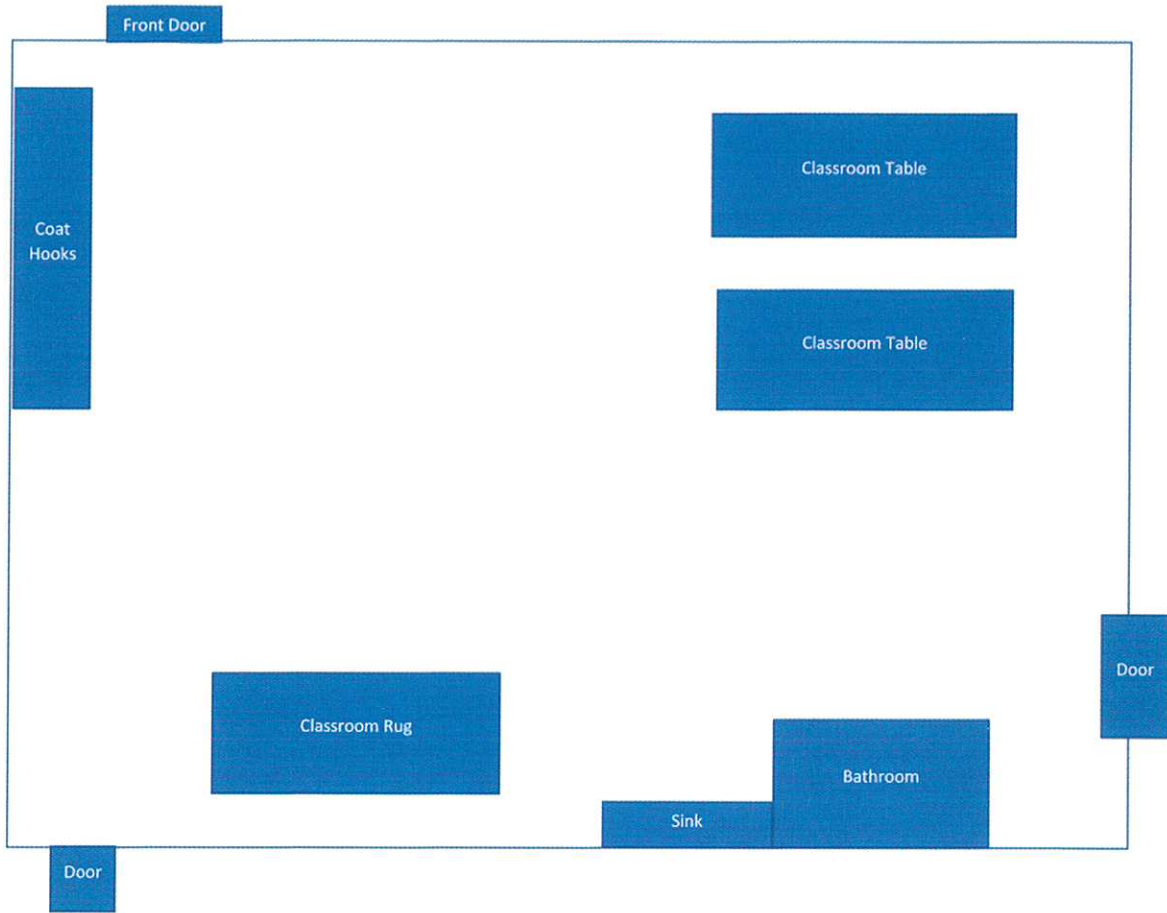 Front Door
Classroom Table
Coat
Hooks
Classroom Table
Door
Classroom Rug
Bathroom
Sink
Door